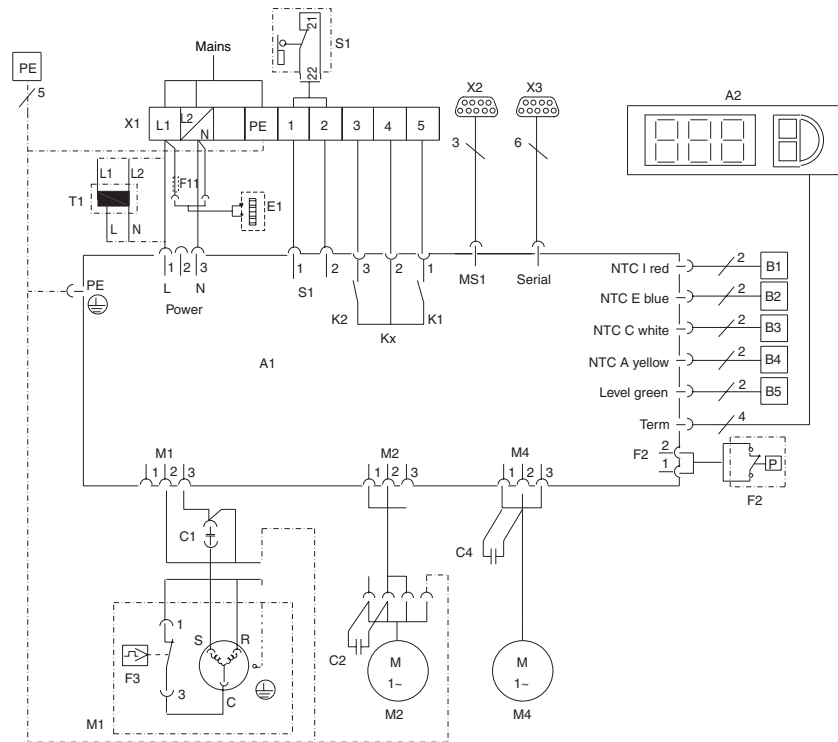 21
S1
22
Mains
PE
5
X2
X3
A2
X1
L1
L2
N
PE
1
2
3
4
5
3
6
L1
L2
F11
E1
T1
L
N
1
2
3
L
N
Power
1
2
S1
3
2
1
MS1
Serial
K2
K1
Kx
PE
A1
NTC I red
2
B1
NTC E blue
2
B2
NTC C white
2
B3
NTC A yellow
2
B4
Level green
2
B5
Term
4
F2
2
1
P
F2
M1
1
2
3
M2
1
2
3
M4
1
2
3
C1
C4
1
S
R
F3
3
C
M1
C2
M
1~
M2
M
1~
M4